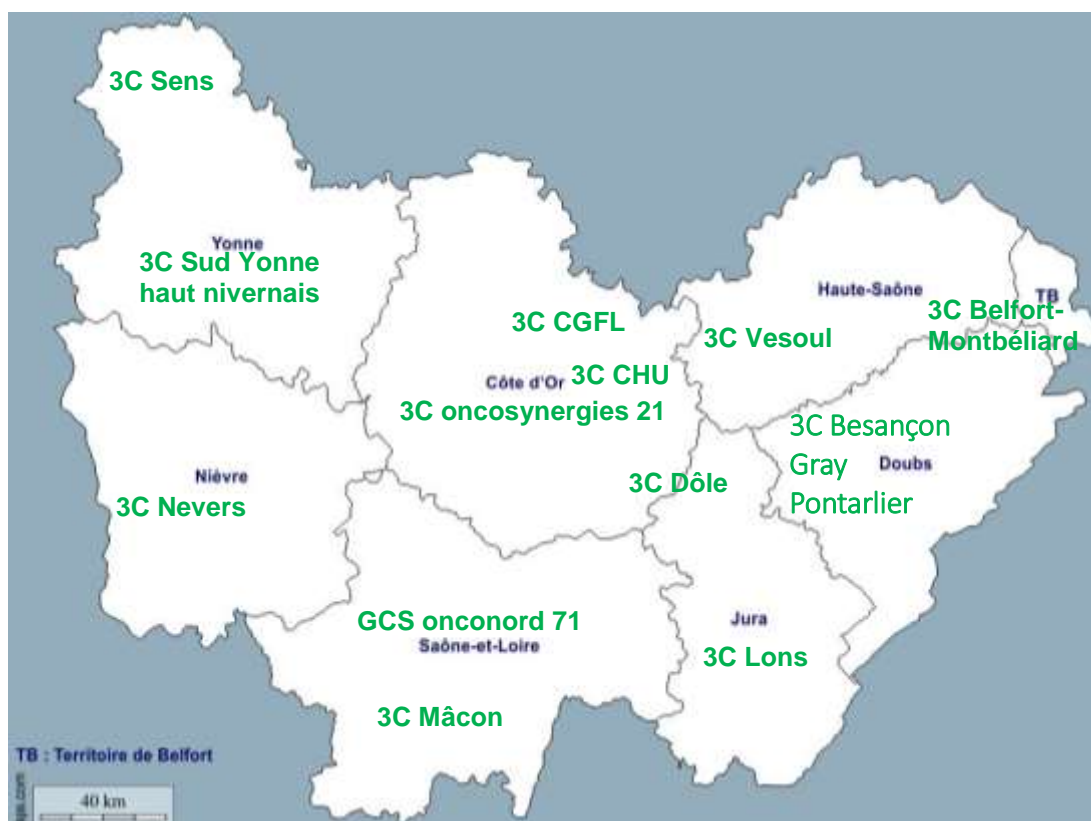 3C Sens
Yonne
3C Sud Yonne
haut nivernais
Haute-Saône
TB
3C CGFL
3C Vesoul
3C Belfort-
Montbéliard
Côte d'Or
3C CHU
3C oncosynergies 21
3C Besançon
Gray
Pontarlier
Doubs
Nièvre
3C Nevers
3C Dôle
GCS onconord 71
Saône-et-Loire
Jura
3C Lons
3C Mâcon
TB : Territoire de Belfort
40 km